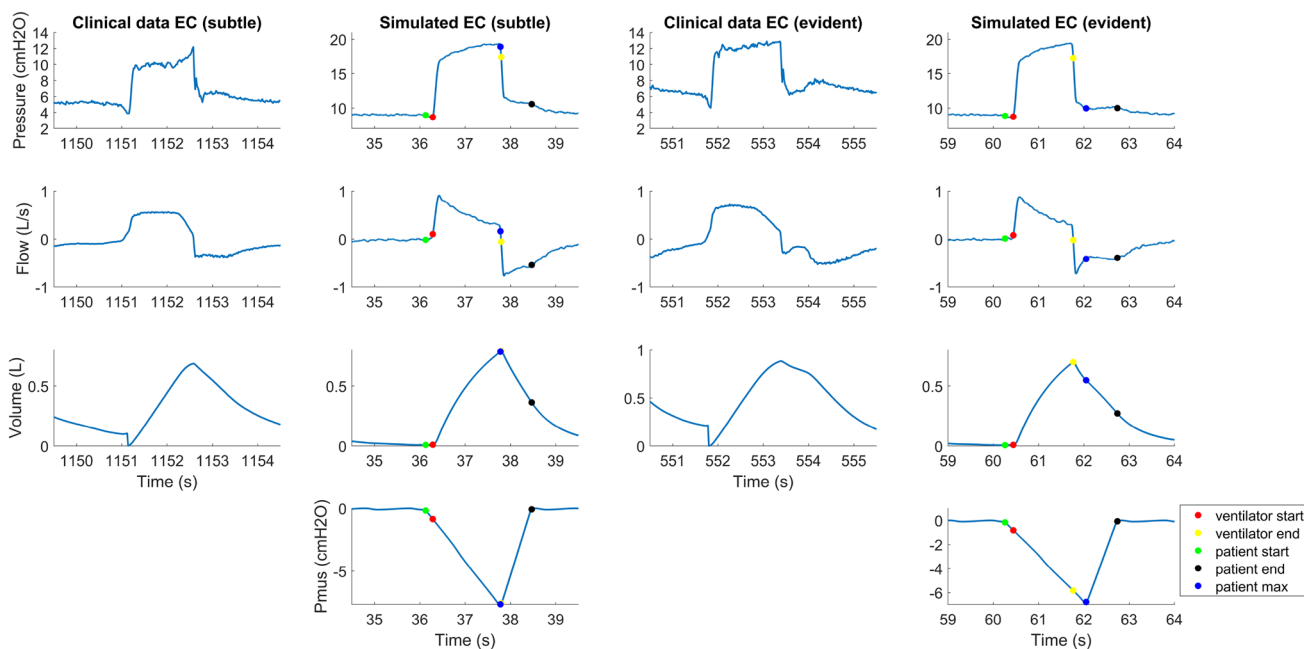 Clinical data EC (subtle)
Simulated EC (subtle)
Clinical data EC (evident)
Simulated EC (evident)
Pressure (cmH2O)
14
12
10
8
6
4
2
1150 1151 1152 1153 1154
20
15
10
35 36 37 38 39
14
12
10
8
6
4
2
551 552 553 554 555
20
15
10
59 60 61 62 63 64
Flow (L/s)
1
0
-1
1150 1151 1152 1153 1154
1
0
-1
35 36 37 38 39
1
0
-1
551 552 553 554 555
1
0
-1
59 60 61 62 63 64
Volume (L)
0.5
0
1150 1151 1152 1153 1154
Time (s)
0.5
0
35 36 37 38 39
1
0.5
0
551 552 553 554 555
Time (s)
0.5
0
59 60 61 62 63 64
Pmus (cmH2O)
0
-5
35 36 37 38 39
Time (s)
0
-2
-4
-6
59 60 61 62 63 64
Time (s)
ventilator start
ventilator end
patient start
patient end
patient max